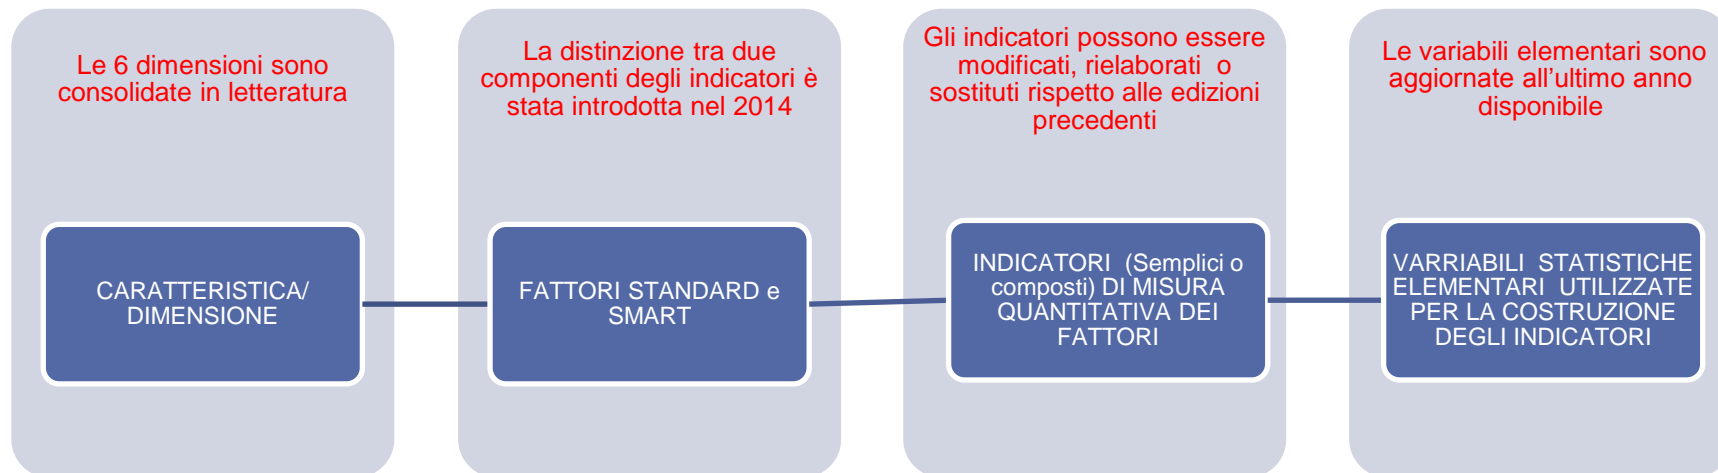 Le 6 dimensioni sono
consolidate in letteratura
CARATTERISTICA/
DIMENSIONE
La distinzione tra due
componenti degli indicatori è
stata introdotta nel 2014
FATTORI STANDARD e
SMART
Gli indicatori possono essere
modificati, rielaborati o
sostituti rispetto alle edizioni
precedenti
INDICATORI (Semplici o
composti) DI MISURA
QUANTITATIVA DEI
FATTORI
Le variabili elementari sono
aggiornate all'ultimo anno
disponibile
VARRIABILI STATISTICHE
ELEMENTARI UTILIZZATE
PER LA COSTRUZIONE
DEGLI INDICATORI